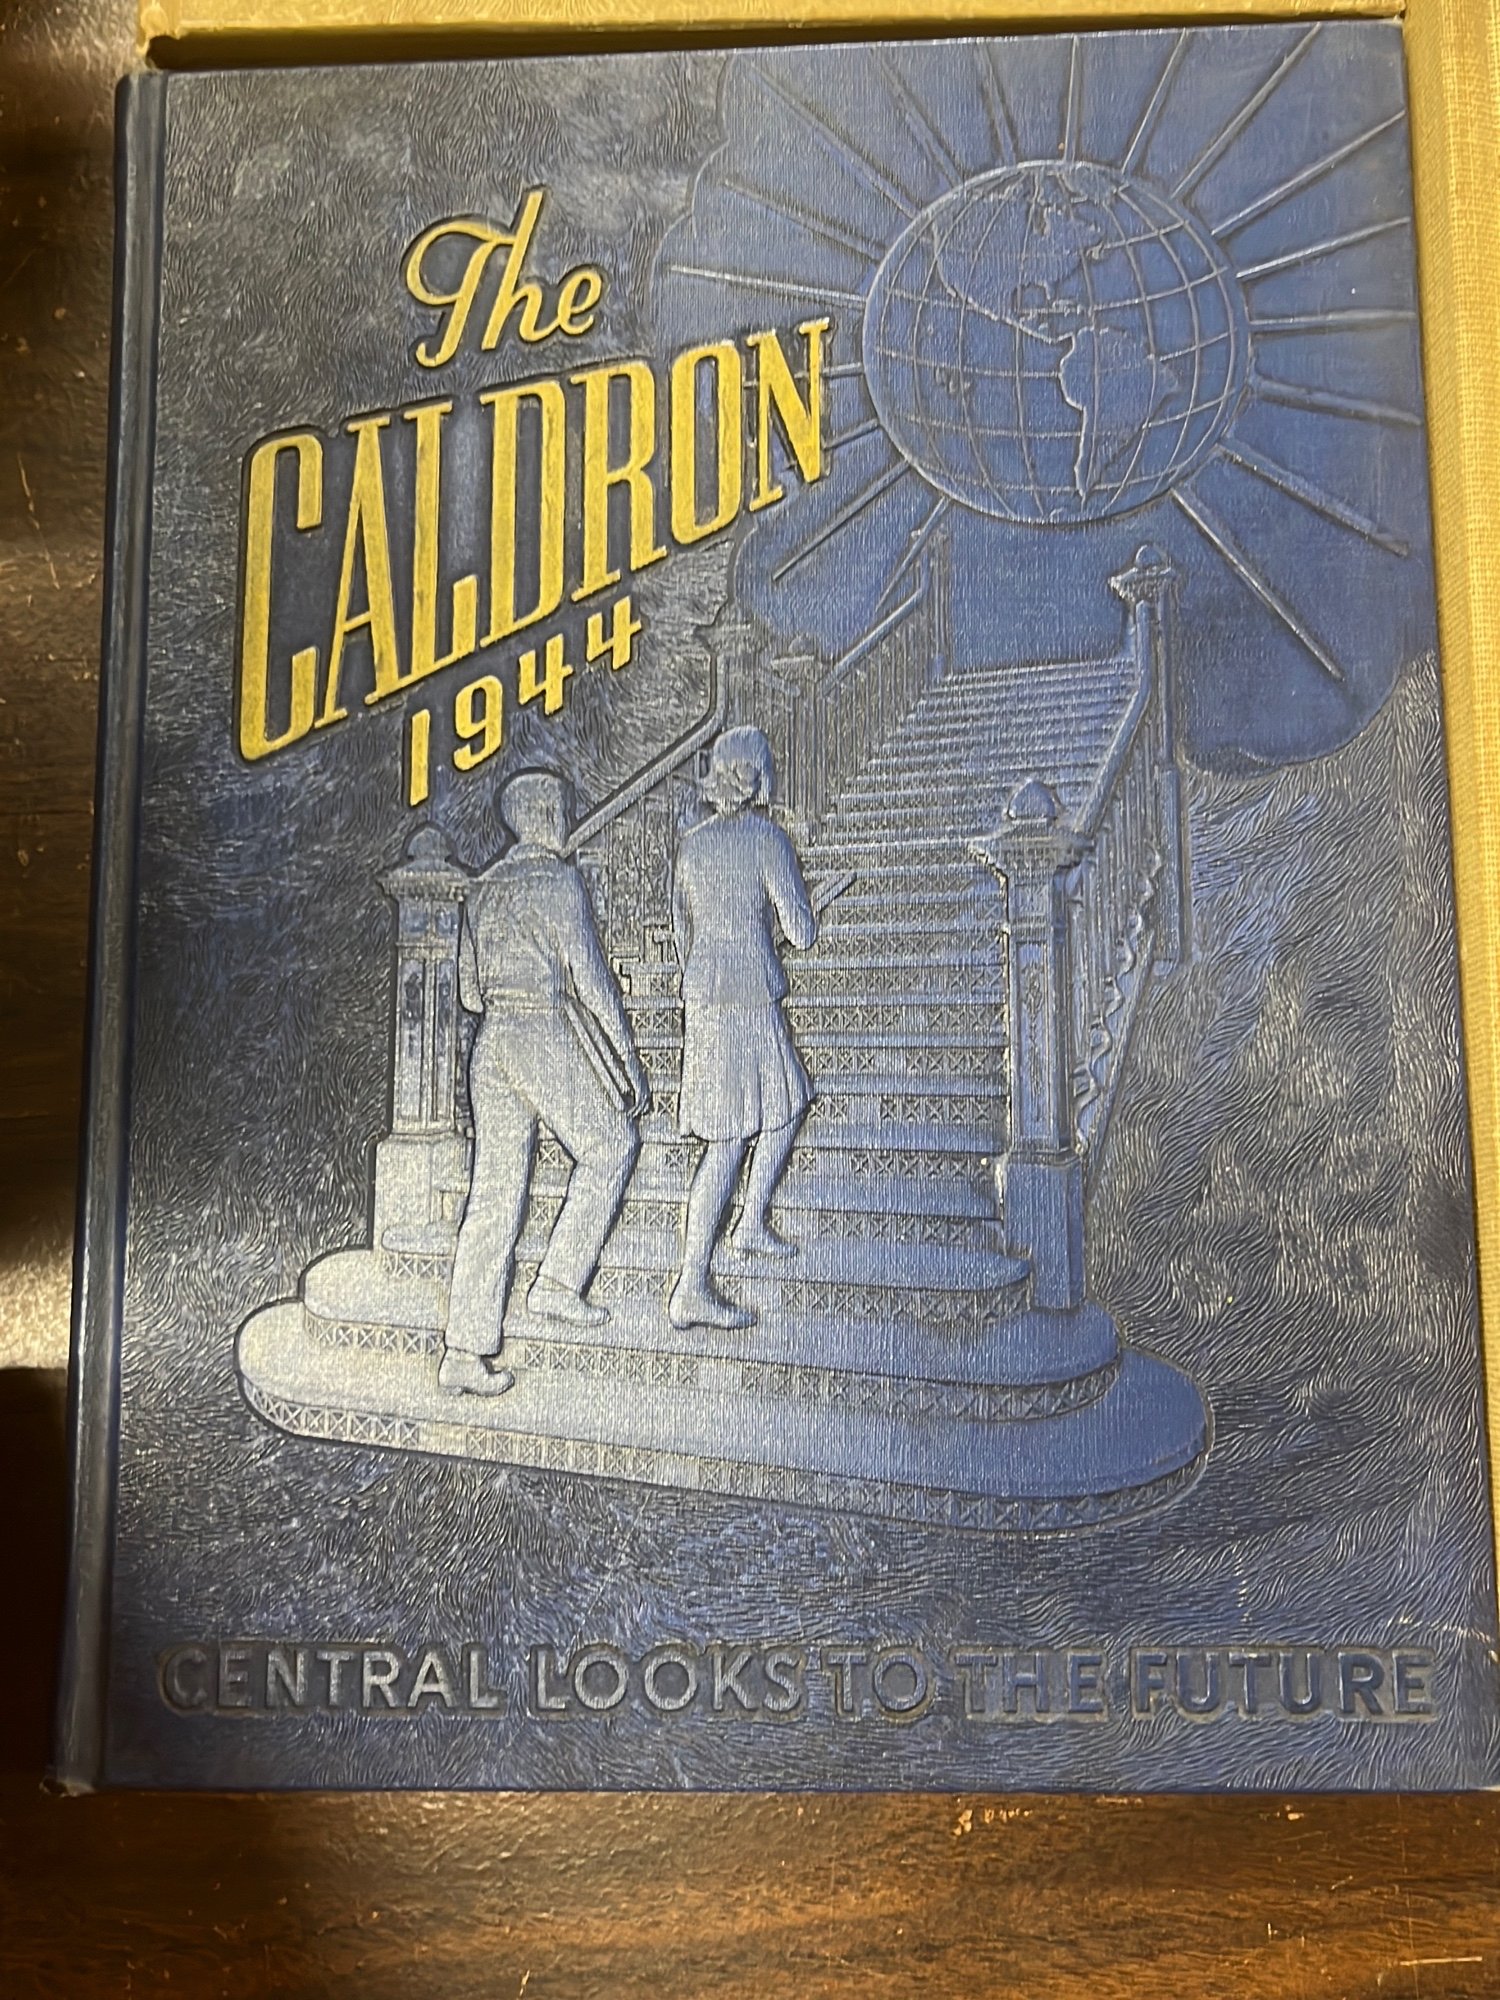 The
CALDRON
1944
CENTRAL LOOKS TO THE FUTURE